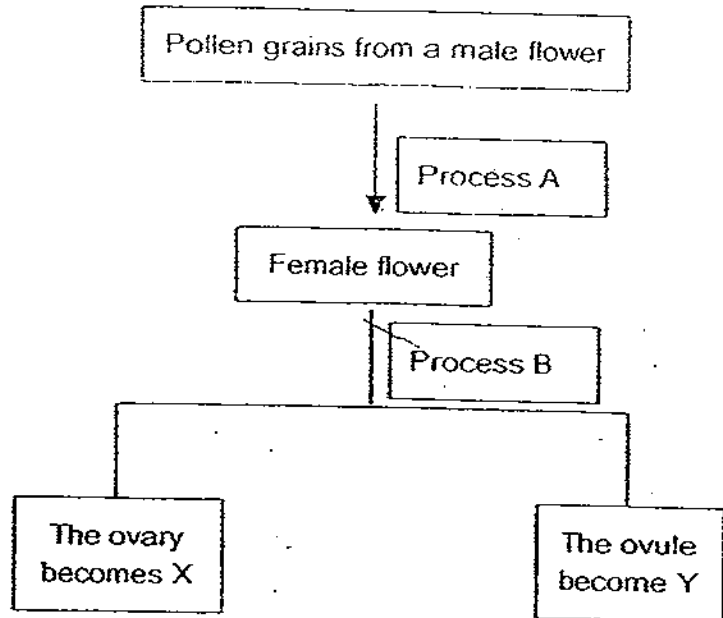 Pollen grains from a male flower
Process A
Female flower
Process B
The ovary
becomes X
The ovule
become Y